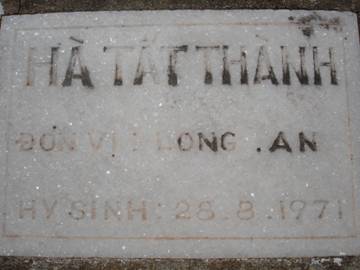 HÀ TẤT THÀNH
ĐƠN VỊ: LONG.AN
HY SINH: 28.8.1971